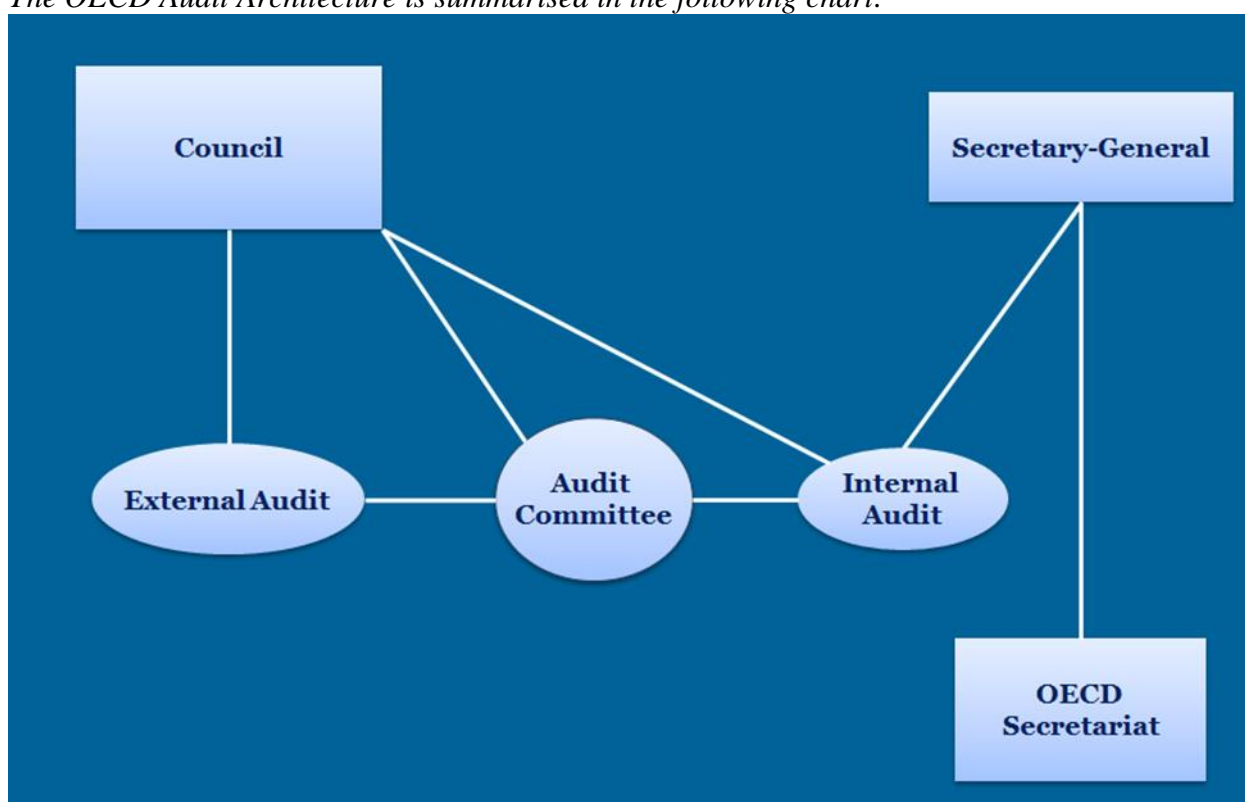 The OECD Audit Architecture is summarised in the following chart:
Council
Secretary-General
External Audit
Audit
Committee
Internal
Audit
OECD
Secretariat